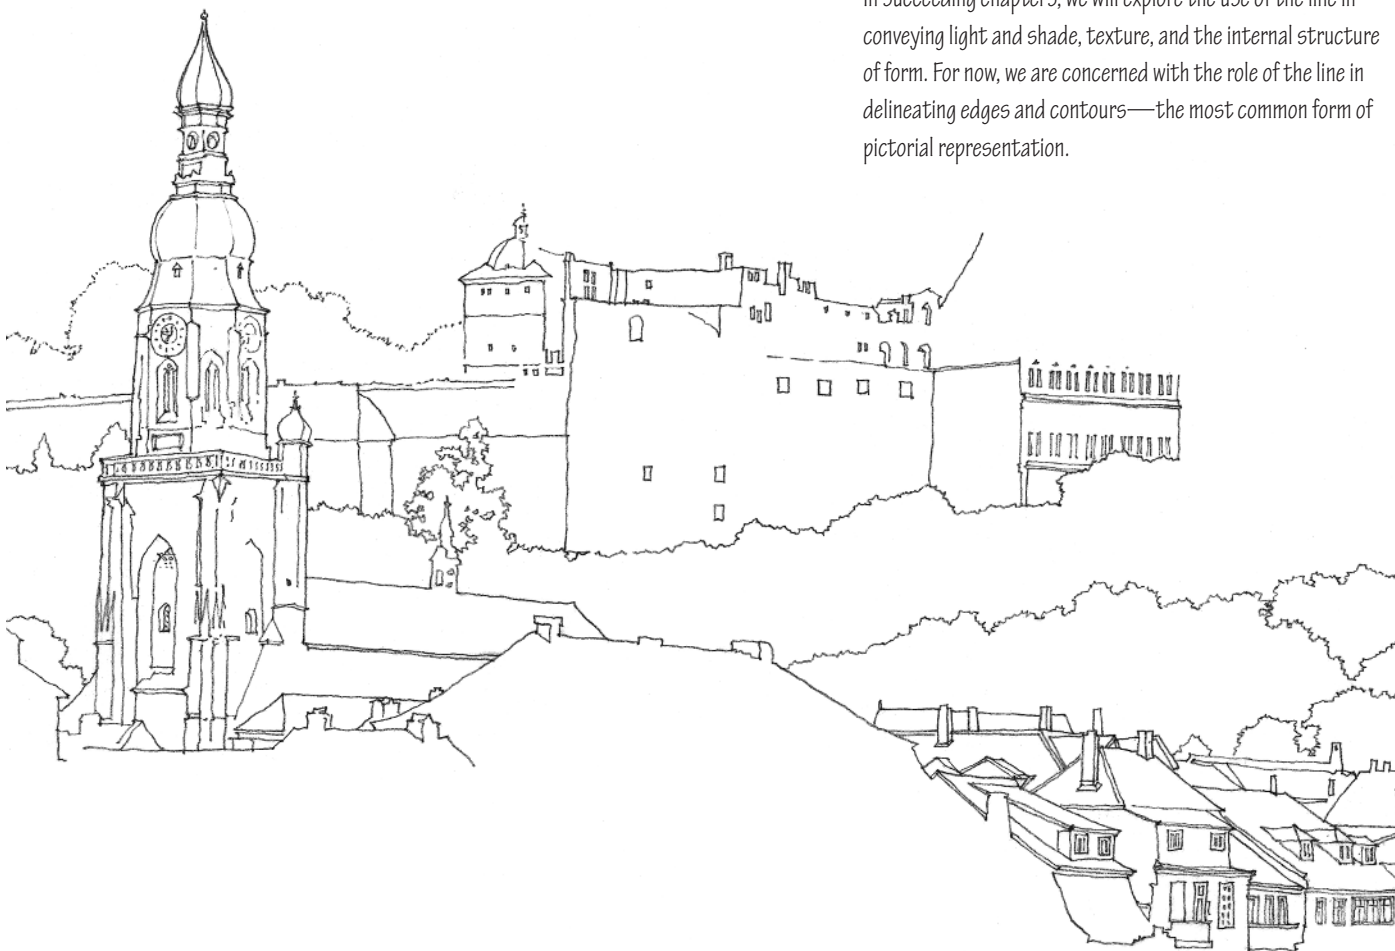 In succeeding chapters, we will explore the use of the line in
conveying light and shade, texture, and the internal structure
of form. For now, we are concerned with the role of the line in
delineating edges and contours—the most common form of
pictorial representation.